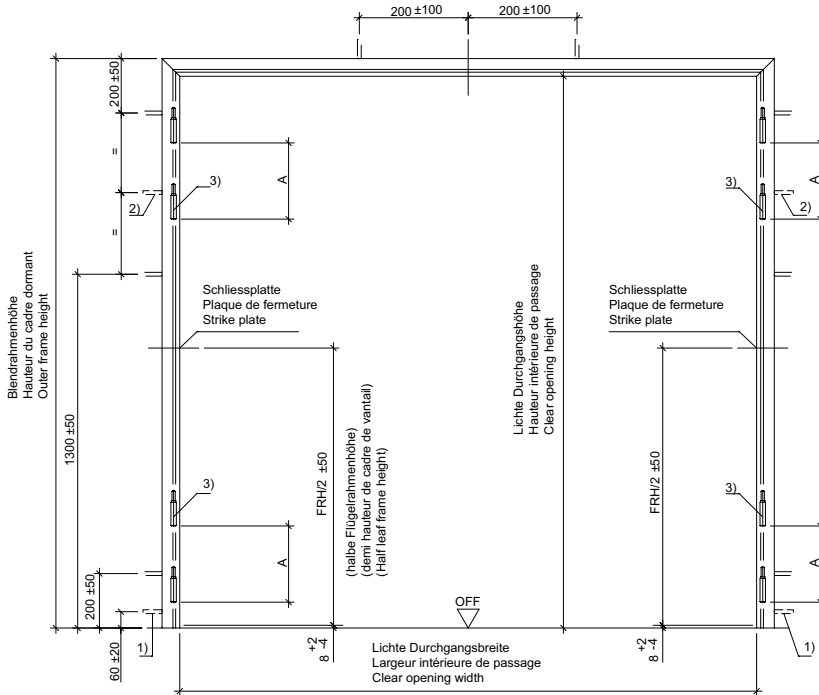 200 ±100
200 ±100
200 ±50
=
=
A
3)
2)
A
3)
2)
Blendrahmenhöhe
Hauteur du cadre dormant
Outer frame height
1300 ±50
Schliessplatte
Plaque de fermeture
Strike plate
Lichte Durchgangshöhe
Hauteur intérieure de passage
Clear opening height
Schliessplatte
Plaque de fermeture
Strike plate
FRH/2 ±50
(halbe Flügelrahmenhöhe)
(demi hauteur de cadre de vantail)
(Half leaf frame height)
FRH/2 ±50
3)
A
3)
A
200 ±50
60 ±20
1)
OFF
8 +2 -4
Lichte Durchgangsbreite
Largeur intérieure de passage
Clear opening width
8 +2 -4
1)